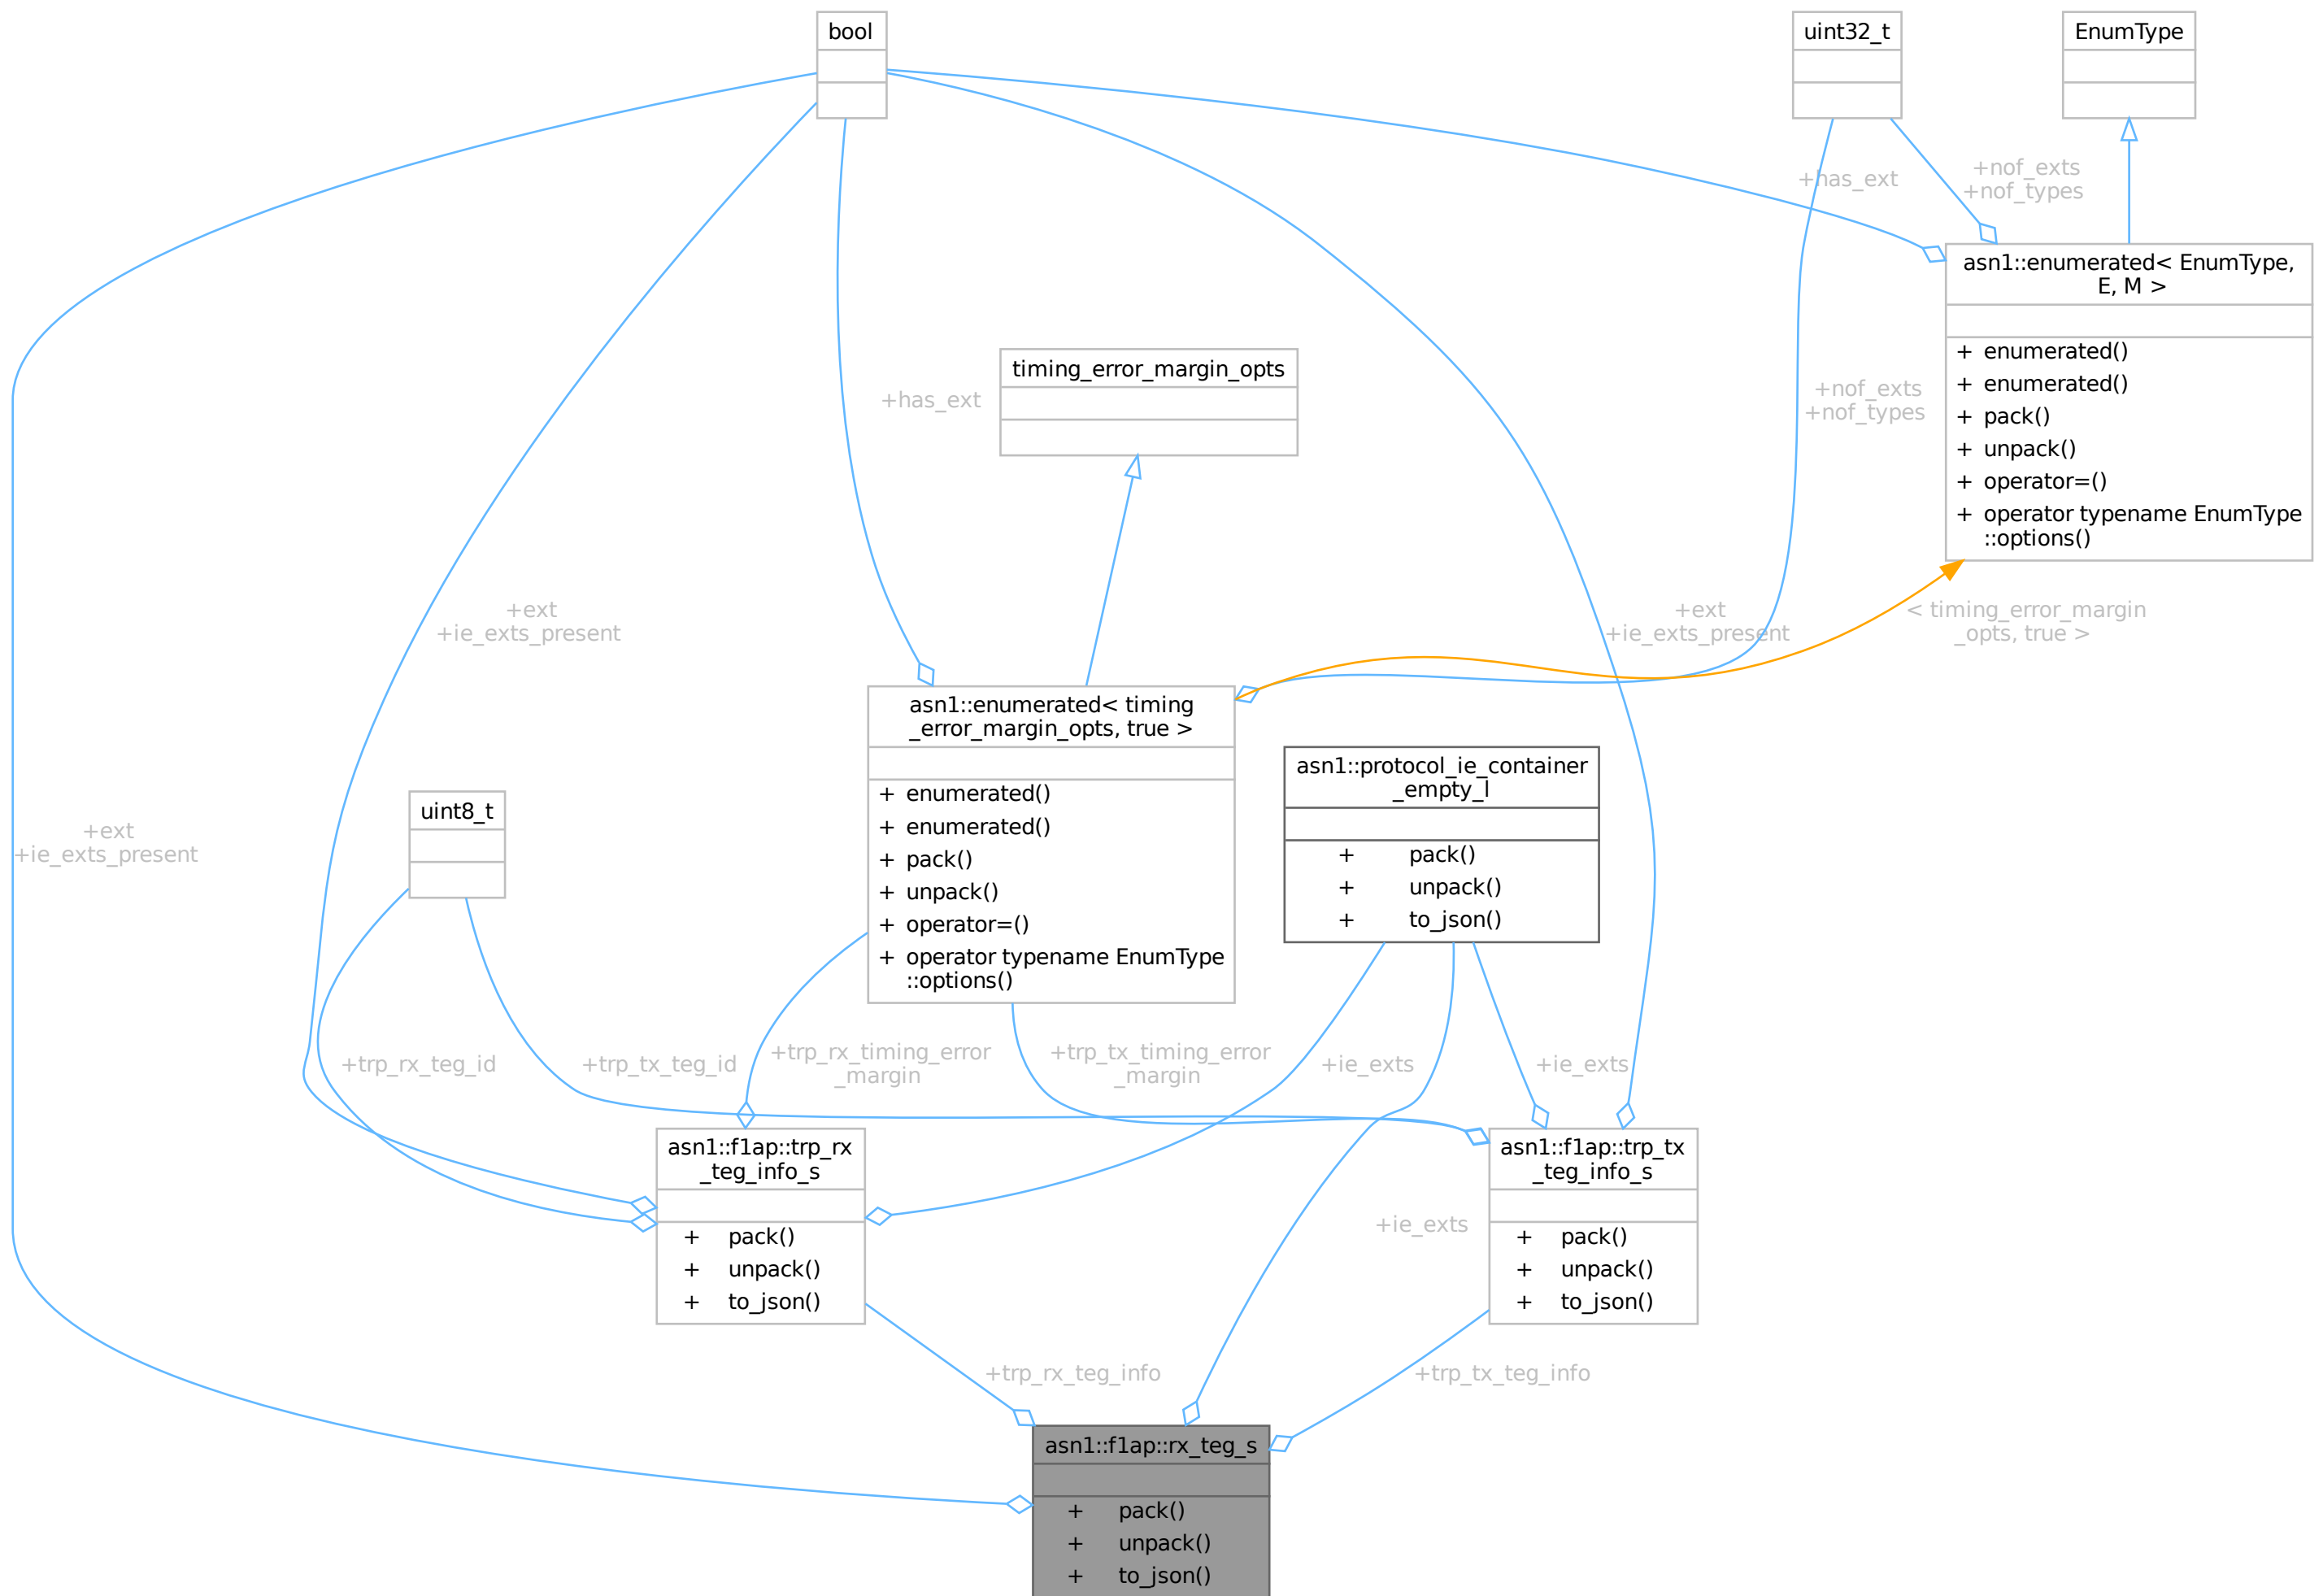 bool
uint32_t
EnumType
+has_ext
+nof_exts
+nof_types
asn1::enumerated< EnumType,
E, M >
+ enumerated()
+ enumerated()
+ pack()
+ unpack()
+ operator=()
+ operator typename EnumType
::options()
timing_error_margin_opts
+has_ext
+nof_exts
+nof_types
+ext
+ie_exts_present
+ext
+ie_exts_present
< timing_error_margin
_opts, true >
asn1::enumerated< timing
_error_margin_opts, true >
+ enumerated()
+ enumerated()
+ pack()
+ unpack()
+ operator=()
+ operator typename EnumType
::options()
asn1::protocol_ie_container
_empty_l
+ pack()
+ unpack()
+ to_json()
uint8_t
+ext
+ie_exts_present
+trp_rx_teg_id
+trp_tx_teg_id
+trp_rx_timing_error
_margin
+trp_tx_timing_error
_margin
+ie_exts
+ie_exts
asn1::f1ap::trp_rx
_teg_info_s
+ pack()
+ unpack()
+ to_json()
+ie_exts
asn1::f1ap::trp_tx
_teg_info_s
+ pack()
+ unpack()
+ to_json()
+trp_rx_teg_info
+trp_tx_teg_info
asn1::f1ap::rx_teg_s
+ pack()
+ unpack()
+ to_json()